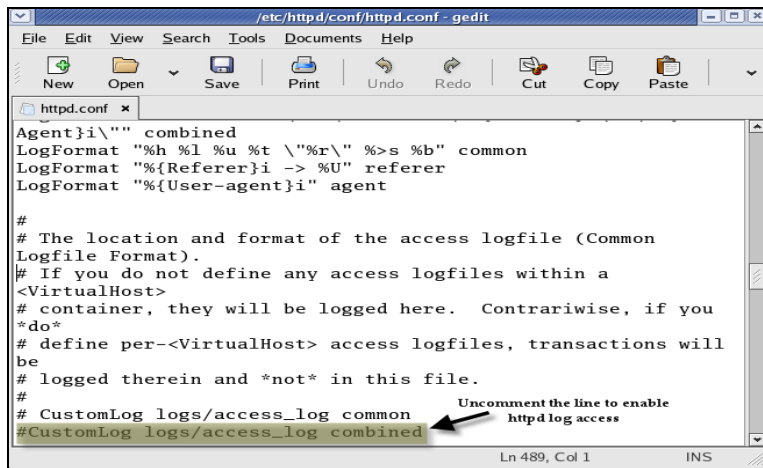 /etc/httpd/conf/httpd.conf - gedit
File Edit View Search Tools Documents Help
New Open Save Print Undo Redo Cut Copy Paste
httpd.conf
Agent}i\"" combined
LogFormat "%h %l %u %t \"%r\" %>s %b" common
LogFormat "%{Referer}i -> %U" referer
LogFormat "%{User-agent}i" agent
#
# The location and format of the access logfile (Common
Logfile Format).
# If you do not define any access logfiles within a
<VirtualHost>
# container, they will be logged here.  Contrariwise, if you
*do*
# define per-<VirtualHost> access logfiles, transactions will
be
# logged therein and *not* in this file.
#
# CustomLog logs/access_log common
#CustomLog logs/access_log combined
Uncomment the line to enable
httpd log access
Ln 489, Col 1 INS